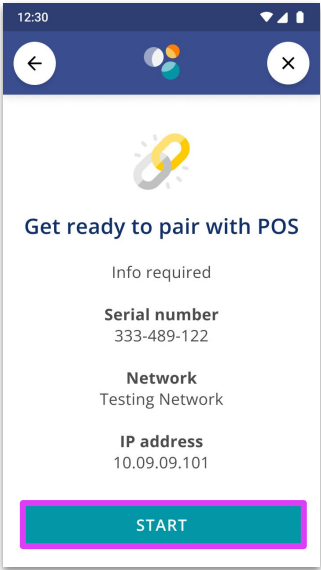 12:30
Get ready to pair with POS
Info required
Serial number
333-489-122
Network
Testing Network
IP address
10.09.09.101
START